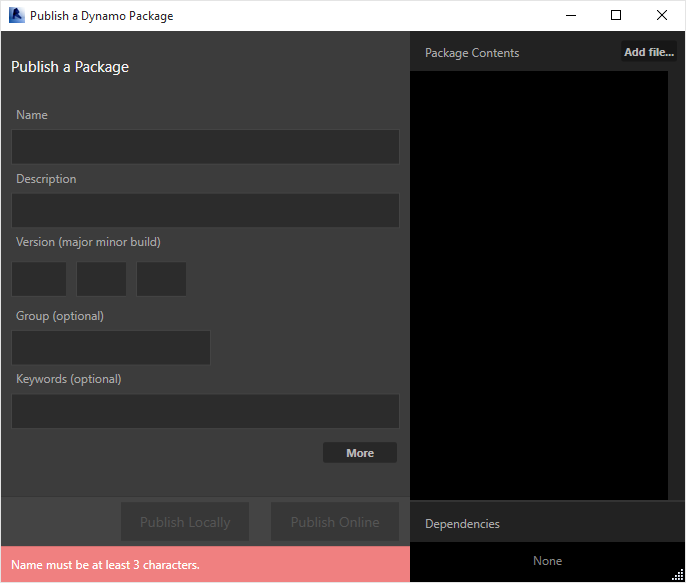 Publish a Dynamo Package
Publish a Package
Name
Description
Version (major minor build)
Group (optional)
Keywords (optional)
More
Publish Locally
Publish Online
Name must be at least 3 characters.
Package Contents
Add file...
Dependencies
None